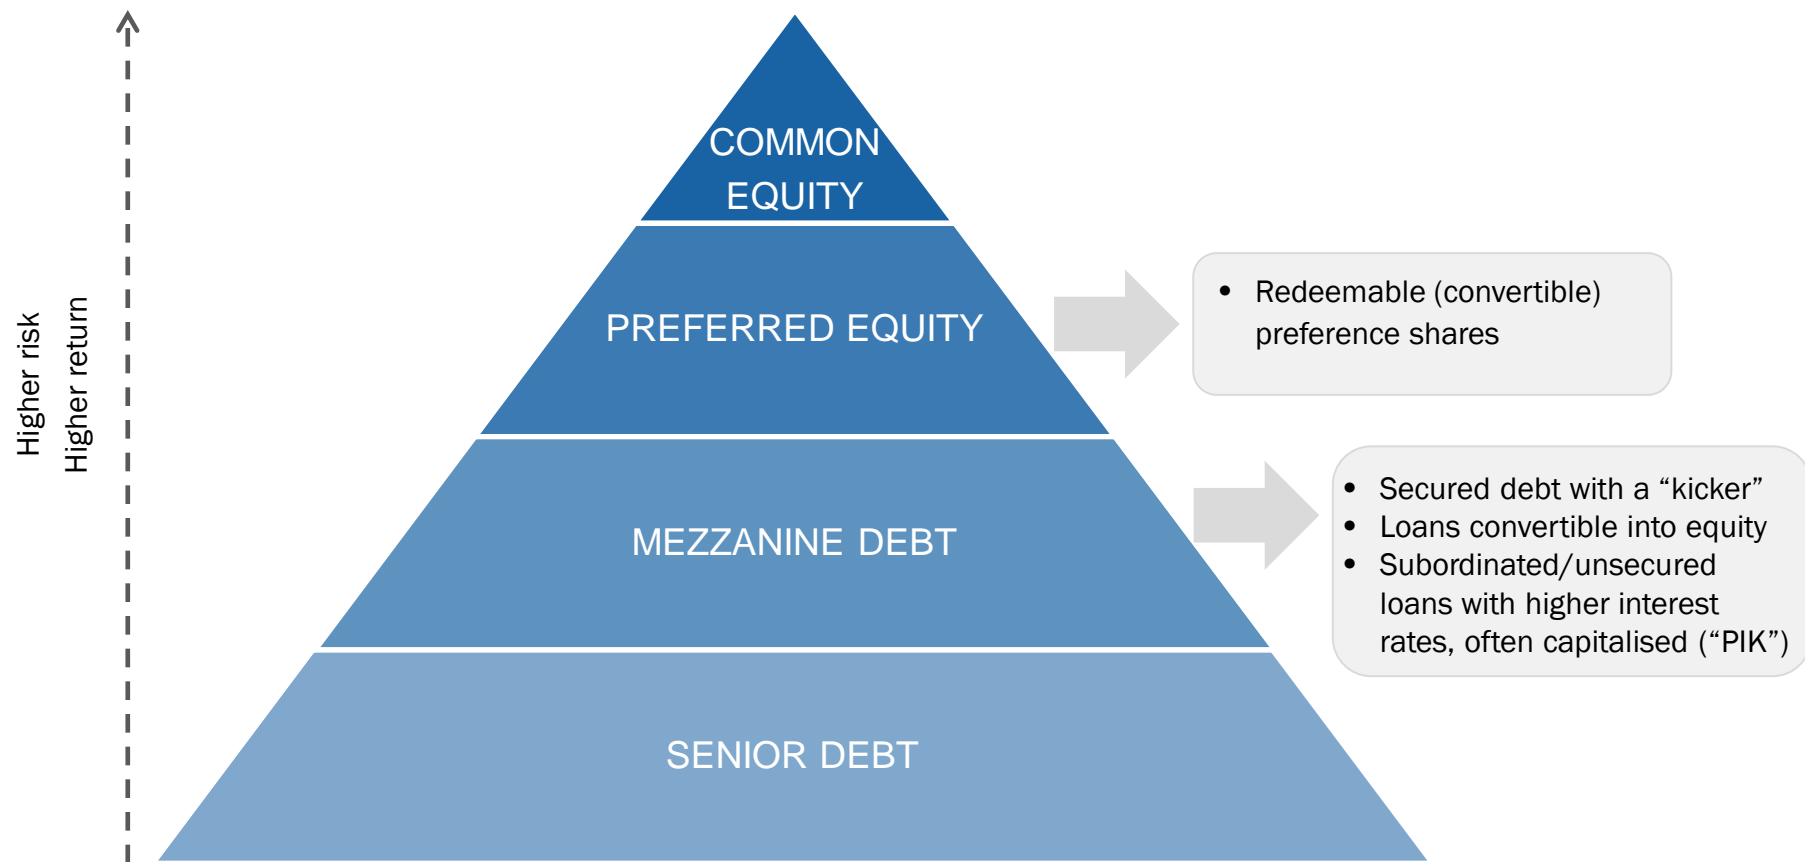 Higher risk
Higher return
COMMON
EQUITY
PREFERRED EQUITY
• Redeemable (convertible)
preference shares
MEZZANINE DEBT
• Secured debt with a “kicker”
• Loans convertible into equity
• Subordinated/unsecured
loans with higher interest
rates, often capitalised (“PIK”)
SENIOR DEBT